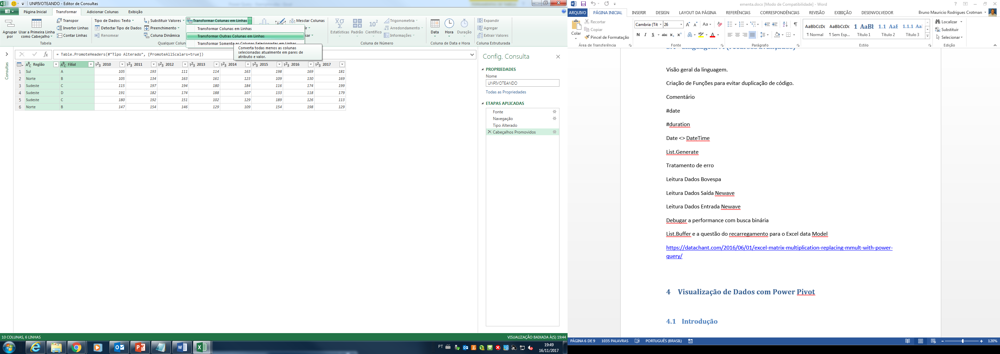 UNPIVOTEANDO - Editor de Consultas
Página Inicial Transformar Adicionar Colunas Exibição
Agrupar por
Usar a Primeira Linha como Cabeçalho
Transpor
Inverter Linhas
Contar Linhas
Tabela
Tipo de Dados: Texto
Detectar Tipo de Dados
Renomear
Substituir Valores
Preenchimento
Coluna Dinâmica
Transformar Colunas em Linhas
Qualquer Colun
Transformar Colunas em Linhas
Transformar Outras Colunas em Linhas
Transformar Somente as Colunas Selecionadas em Linhas
Converta todas menos as colunas
selecionadas atualmente em pares de
atributo e valor.
Mesclar Colunas
Estatísticas Padrão Científico
10²
Trigonometria
Arredondamento
Informações
Coluna de Número
Data Hora Duração
Coluna de Data e Hora
Expandir
Agregar
Extrair Valores
Coluna Estruturada
Consultas
= Table.PromoteHeaders(#"Tipo Alterado", [PromoteAllScalars=true])
Região Filial 2010 2011 2012 2013 2014 2015 2016 2017
1 Sul A 105 193 111 114 163 198 169 181
2 Norte B 105 134 163 161 123 109 130 169
3 Sudeste C 115 197 194 180 184 116 174 199
4 Sudeste D 191 182 174 188 107 133 118 179
5 Sudeste C 180 192 151 102 129 189 126 113
6 Norte B 147 154 146 129 109 154 198 129
Config. Consulta
PROPRIEDADES
Nome
UNPIVOTEANDO
Todas as Propriedades
ETAPAS APLICADAS
Fonte
Navegação
Tipo Alterado
Cabeçalhos Promovidos
10 COLUNAS, 6 LINHAS
VISUALIZAÇÃO BAIXADA À(S) 19:44
PT
19:49
16/11/2017
ementa.docx [Modo de Compatibilidade] - Word
ARQUIVO PÁGINA INICIAL INSERIR DESIGN LAYOUT DA PÁGINA REFERÊNCIAS CORRESPONDÊNCIAS REVISÃO EXIBIÇÃO DESENVOLVEDOR
Bruno Mauricio Rodrigues Crotman
Colar
Recortar
Copiar
Pincel de Formatação
Área de Transferência
Cambria (Tít 26
N I S abc x₂ x²
Fonte
Parágrafo
AaBbCcDc AaBbCcDc 1 AaBb 1.1 AaB 1.1.1 Aa
¶ Normal ¶ Sem Esp... Título 1 Título 2 Título 3
Estilo
Localizar
Substituir
Selecionar
Edição
Visão geral da linguagem.
Criação de Funções para evitar duplicação de código.
Comentário
#date
#duration
Date <> DateTime
List.Generate
Tratamento de erro
Leitura Dados Bovespa
Leitura Dados Saída Newave
Leitura Dados Entrada Newave
Debugar a performance com busca binária
List.Buffer e a questão do recarregamento para o Excel data Model
https://datachant.com/2016/06/01/excel-matrix-multiplication-replacing-mmult-with-power-
query/
4 Visualização de Dados com Power Pivot
4.1 Introdução
PÁGINA 6 DE 9 1035 PALAVRAS PORTUGUÊS (BRASIL)
120%